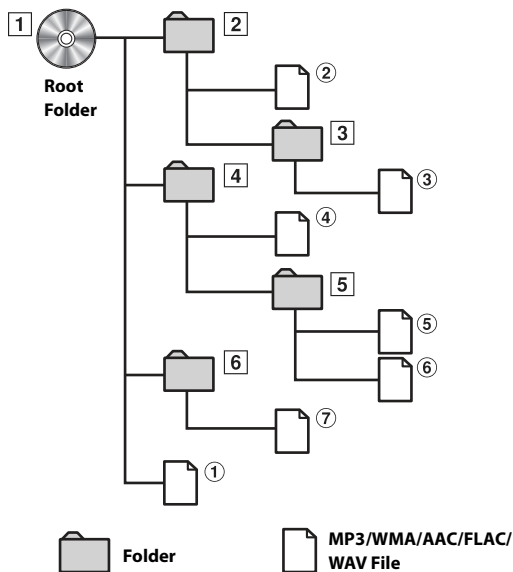 1
2
Root
Folder
②
3
③
4
④
5
⑤
⑥
6
⑦
①
Folder
MP3/WMA/AAC/FLAC/
WAV File